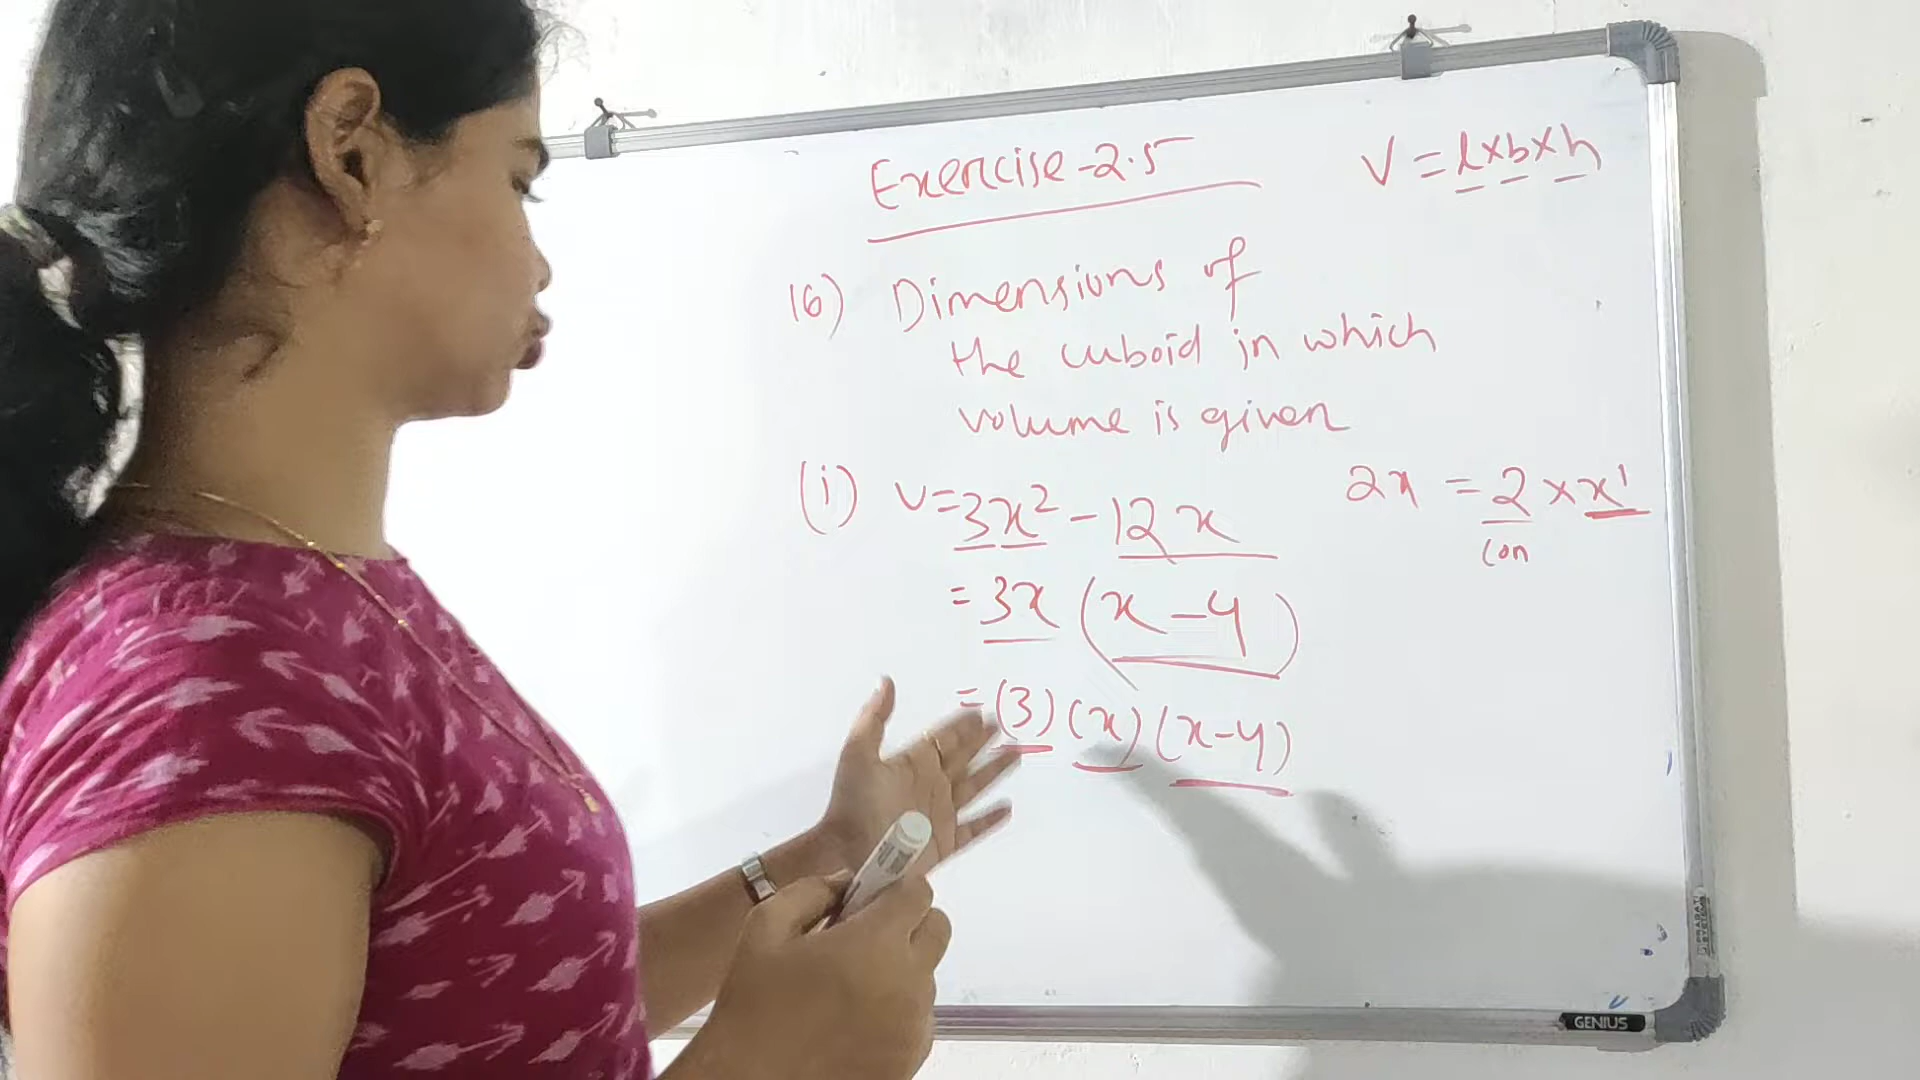 Exercise-2.5
V = l×b×h
16) Dimensions of
the cuboid in which
volume is given
(i) V=3x² - 12x
2x = 2 × x¹
con
= 3x (x - 4)
= (3) (x) (x-4)
GENIUS